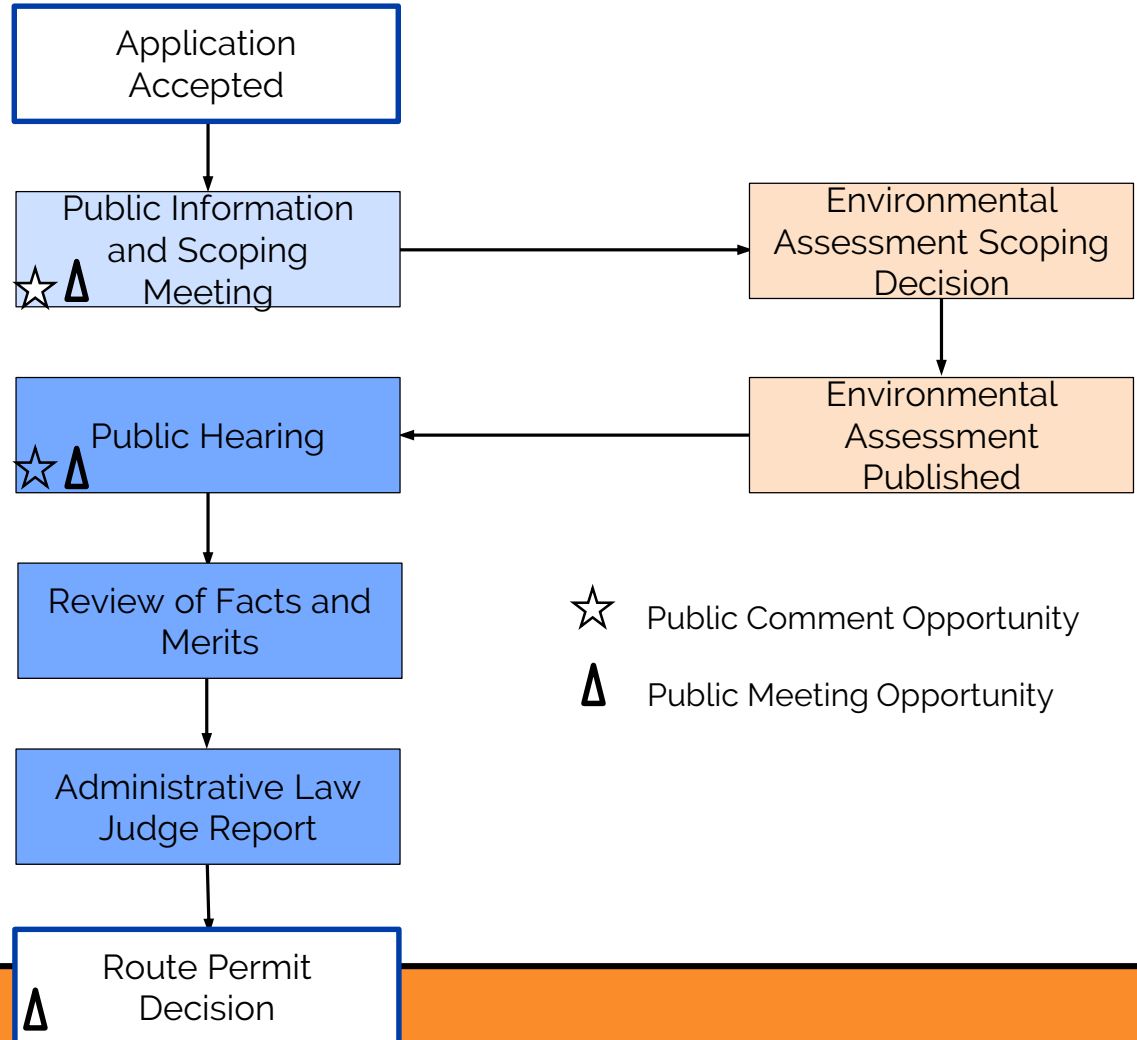 Application
Accepted
Public Information
and Scoping
Meeting
Environmental
Assessment Scoping
Decision
Environmental
Assessment
Published
Public Hearing
Review of Facts and
Merits
Public Comment Opportunity
Public Meeting Opportunity
Administrative Law
Judge Report
Route Permit
Decision